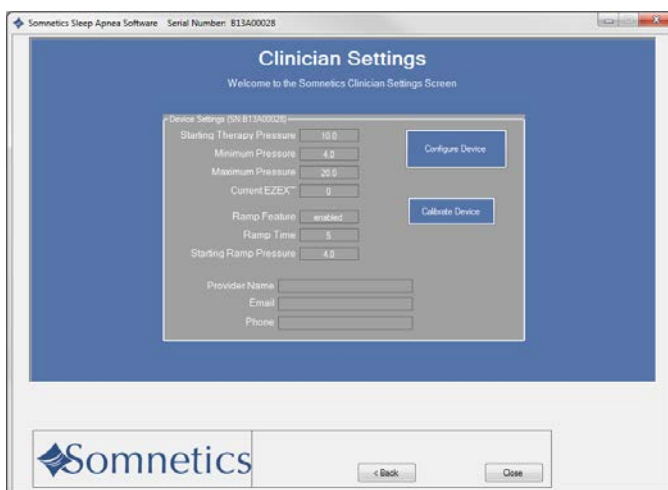 Somnetics Sleep Apnea Software Serial Number: B13A00028
Clinician Settings
Welcome to the Somnetics Clinician Settings Screen
Device Settings (SN:B13A00028)
Starting Therapy Pressure 10.0
Minimum Pressure 4.0
Maximum Pressure 20.0
Current EZEX™ 0
Ramp Feature enabled
Ramp Time 5
Starting Ramp Pressure 4.0
Configure Device
Calibrate Device
Provider Name
Email
Phone
Somnetics
< Back
Close